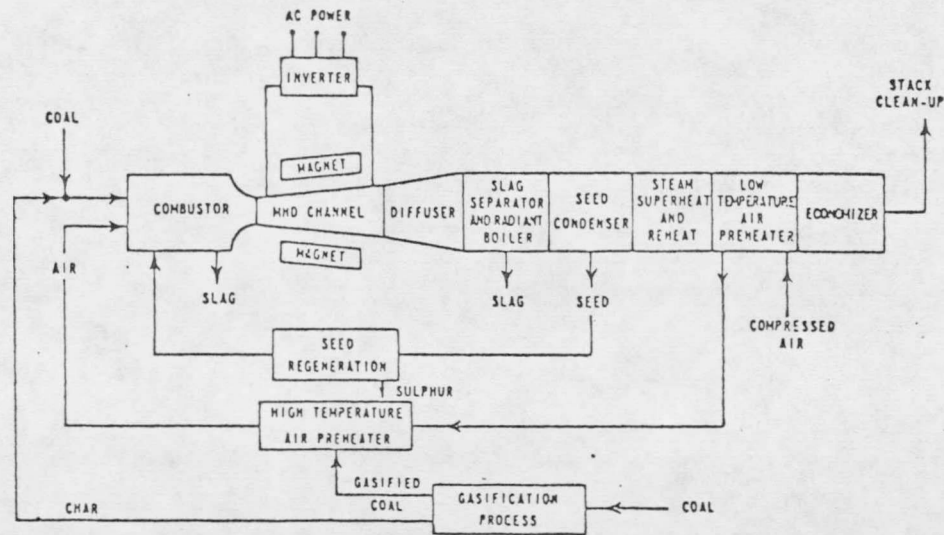 AC POWER
INVERTER
STACK
CLEAN-UP
COAL
MAGNET
COMBUSTOR
MHD CHANNEL
DIFFUSER
SLAG
SEPARATOR
AND RADIANT
BOILER
SEED
CONDENSER
STEAM
SUPERHEAT
AND
REHEAT
LOW
TEMPERATURE
AIR
PREHEATER
ECONOMIZER
MAGNET
AIR
SLAG
SLAG
SEED
COMPRESSED
AIR
SEED
REGENERATION
SULPHUR
HIGH TEMPERATURE
AIR PREHEATER
GASIFIED
COAL
GASIFICATION
PROCESS
COAL
CHAR